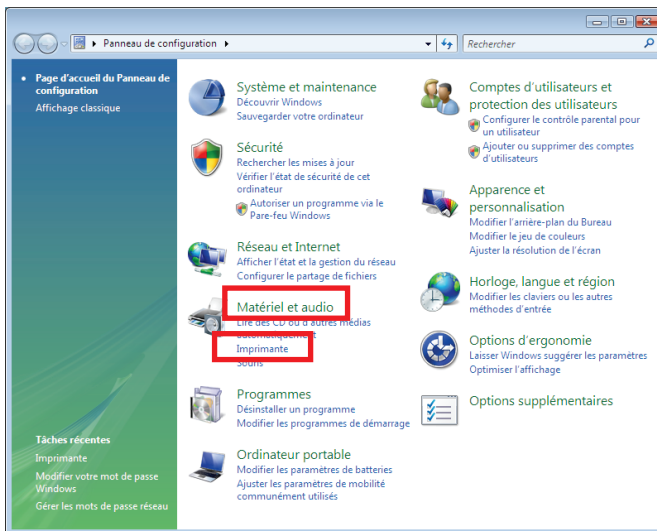 Panneau de configuration
Rechercher
Page d'accueil du Panneau de
configuration
Affichage classique
Tâches récentes
Imprimante
Modifier votre mot de passe
Windows
Gérer les mots de passe réseau
Système et maintenance
Découvrir Windows
Sauvegarder votre ordinateur
Sécurité
Rechercher les mises à jour
Vérifier l'état de sécurité de cet
ordinateur
Autoriser un programme via le
Pare-feu Windows
Réseau et Internet
Afficher l'état et la gestion du réseau
Configurer le partage de fichiers
Matériel et audio
Lire des CD ou d'autres médias
automatiquement
Imprimante
Souris
Programmes
Désinstaller un programme
Modifier les programmes de démarrage
Ordinateur portable
Modifier les paramètres de batteries
Ajuster les paramètres de mobilité
communément utilisés
Comptes d'utilisateurs et
protection des utilisateurs
Configurer le contrôle parental pour
un utilisateur
Ajouter ou supprimer des comptes
d'utilisateurs
Apparence et
personnalisation
Modifier l'arrière-plan du Bureau
Modifier le jeu de couleurs
Ajuster la résolution de l'écran
Horloge, langue et région
Modifier les claviers ou les autres
méthodes d'entrée
Options d'ergonomie
Laisser Windows suggérer les paramètres
Optimiser l'affichage
Options supplémentaires